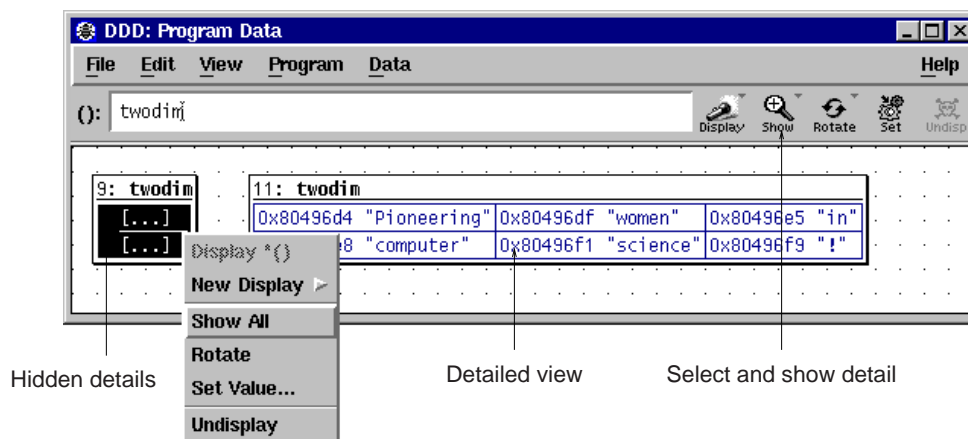 DDD: Program Data
File Edit View Program Data Help
(): twodim
Display Show Rotate Set Undisp
9: twodim
[...]
[...]
11: twodim
0x80496d4 "Pioneering" 0x80496df "women" 0x80496e5 "in"
e8 "computer" 0x80496f1 "science" 0x80496f9 "!"
Display *()
New Display
Show All
Rotate
Set Value...
Undisplay
Hidden details
Detailed view
Select and show detail